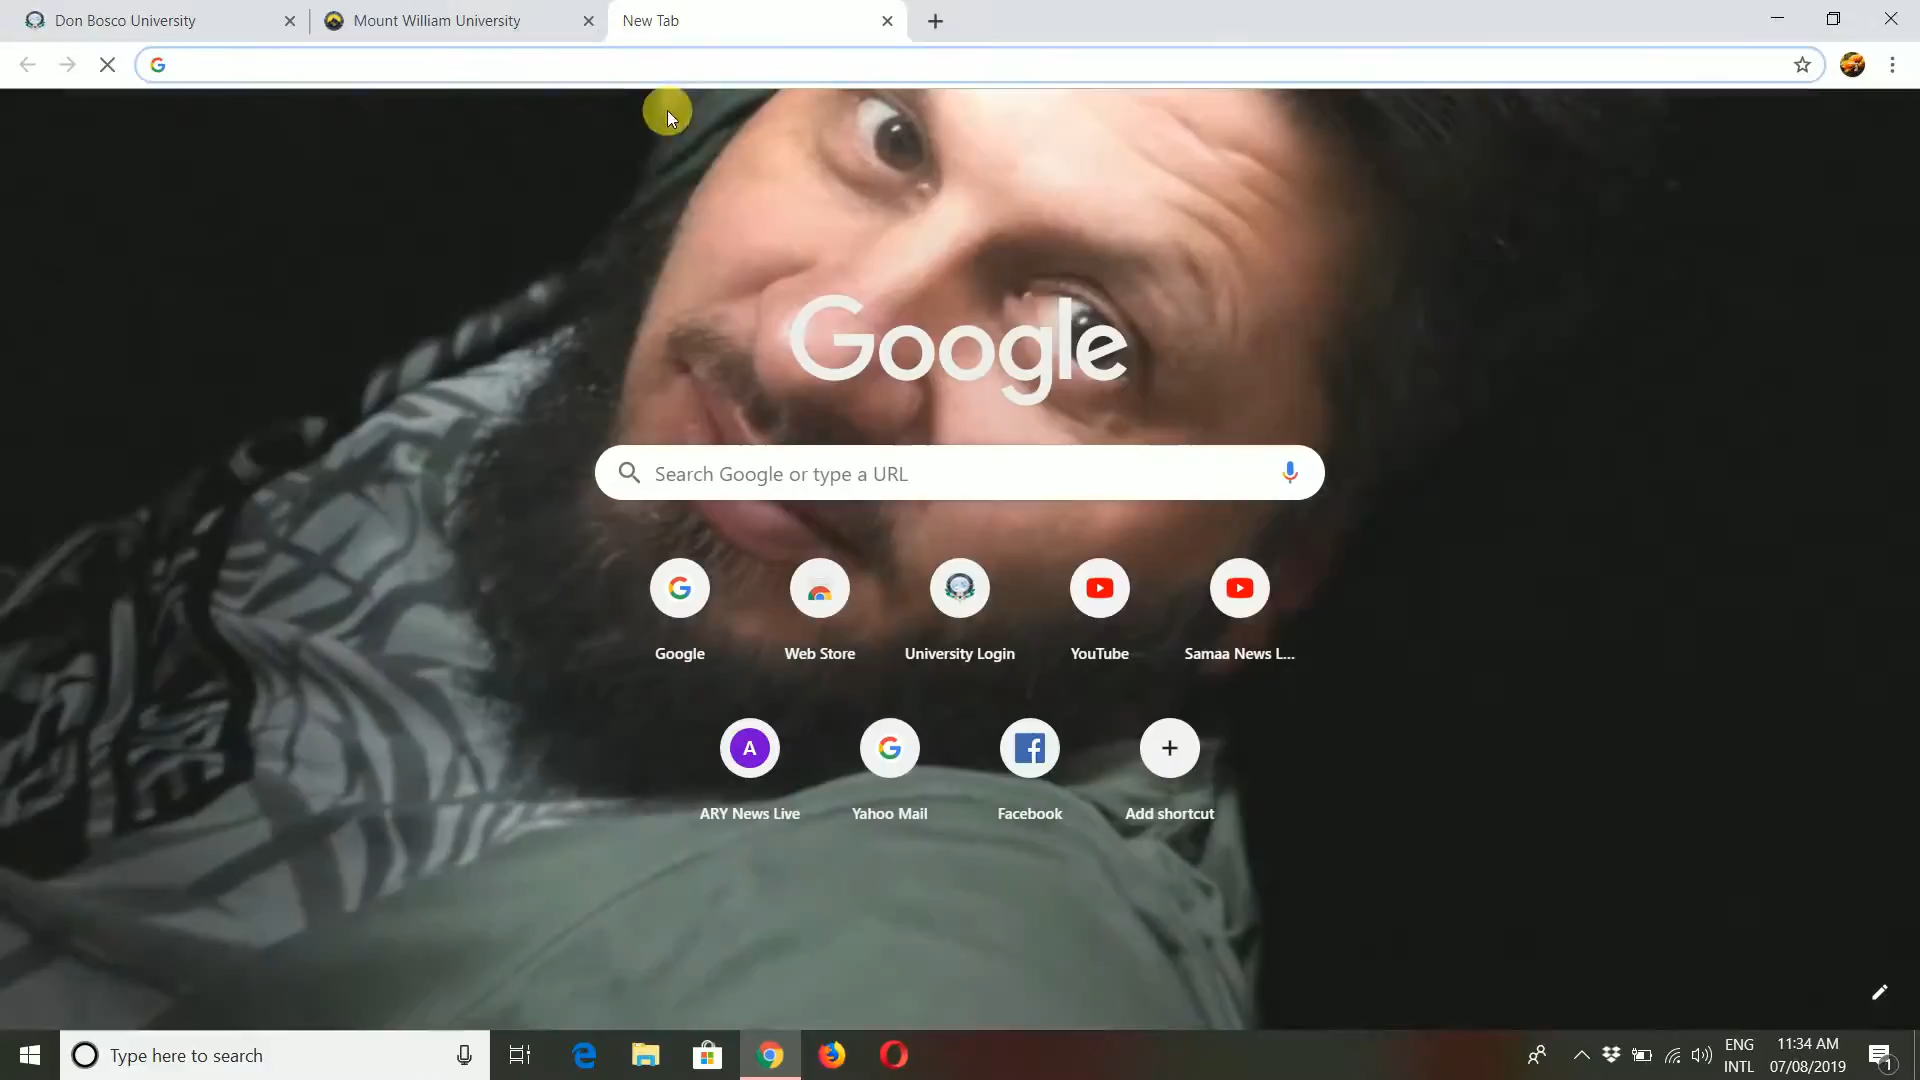 Don Bosco University
Mount William University
New Tab
Google
Search Google or type a URL
Google
Web Store
University Login
YouTube
Samaa News L...
A
ARY News Live
Yahoo Mail
Facebook
Add shortcut
Type here to search
ENG
INTL
11:34 AM
07/08/2019
1